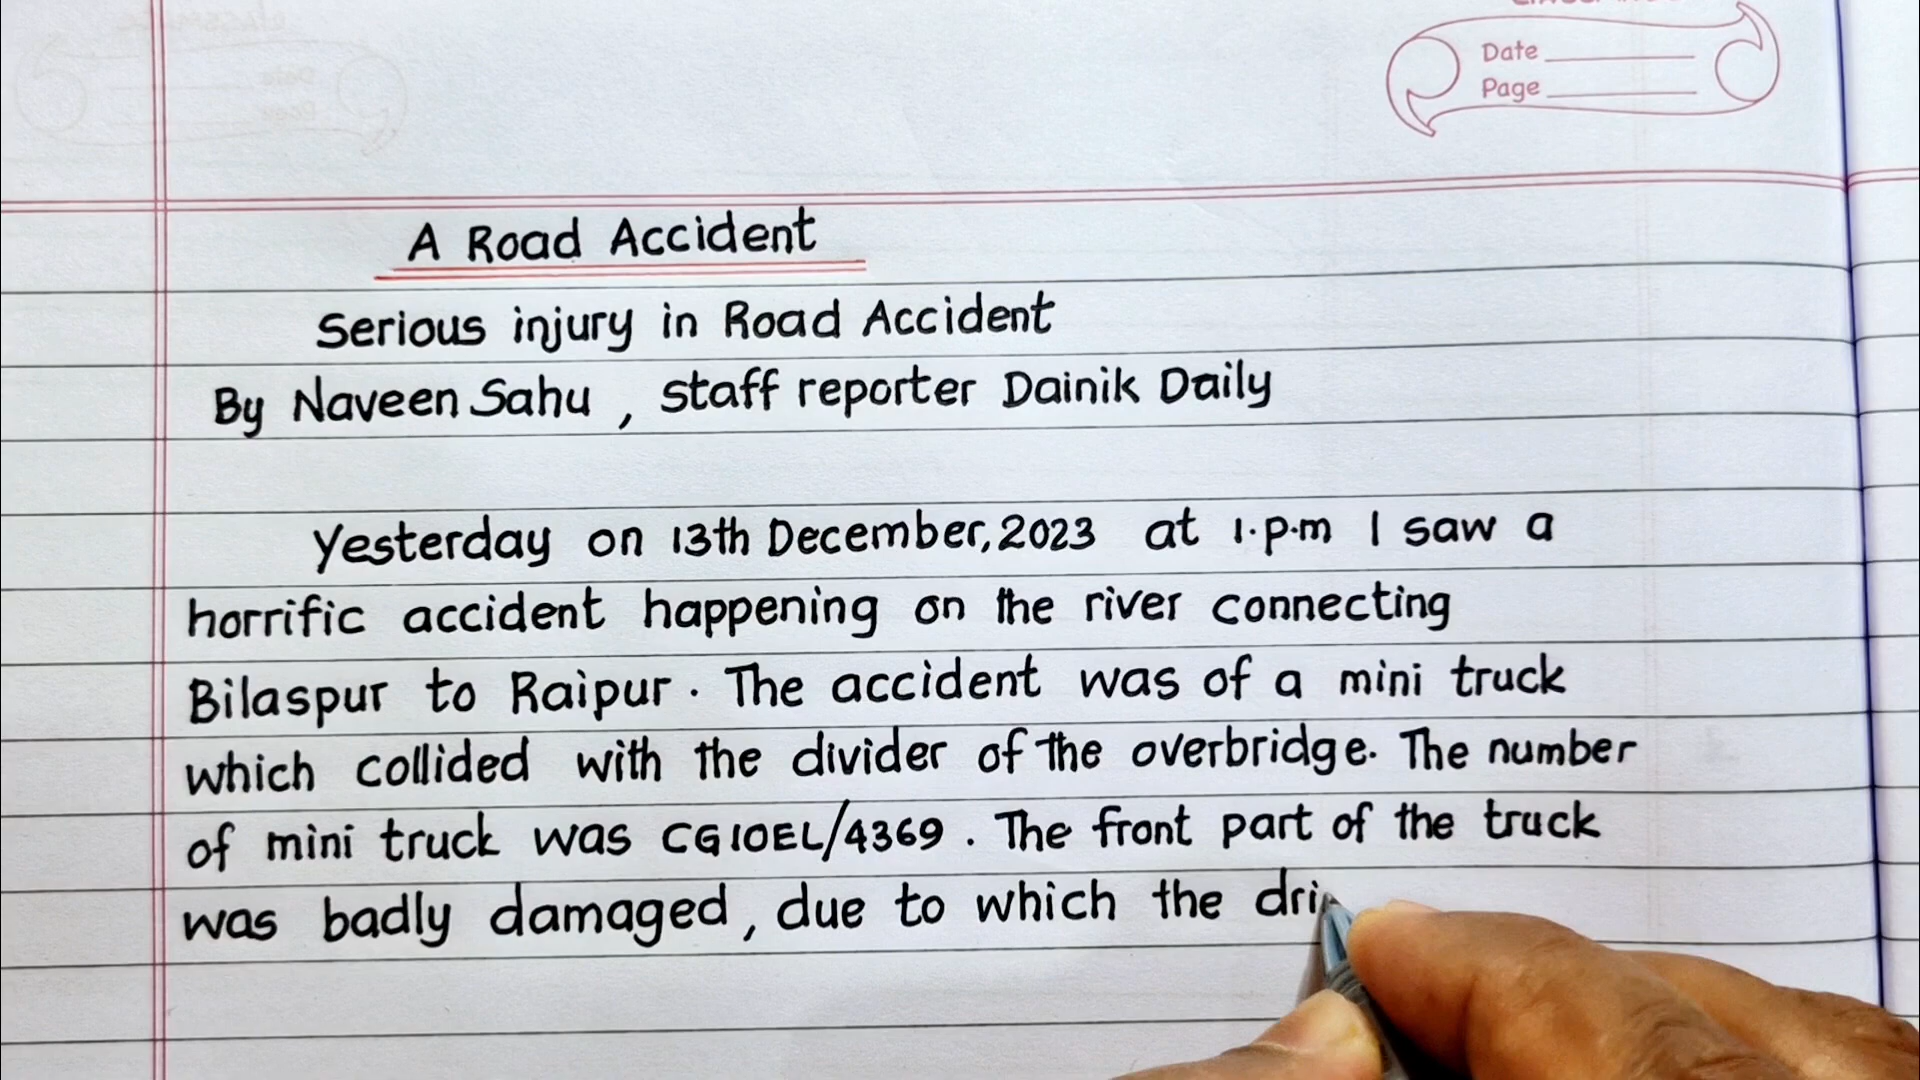 Date
Page
A Road Accident
Serious injury in Road Accident
By Naveen Sahu , staff reporter Dainik Daily
Yesterday on 13th December, 2023 at 1.p.m I saw a
horrific accident happening on the river connecting
Bilaspur to Raipur. The accident was of a mini truck
which collided with the divider of the overbridge. The number
of mini truck was CG10EL/4369. The front part of the truck
was badly damaged, due to which the dri